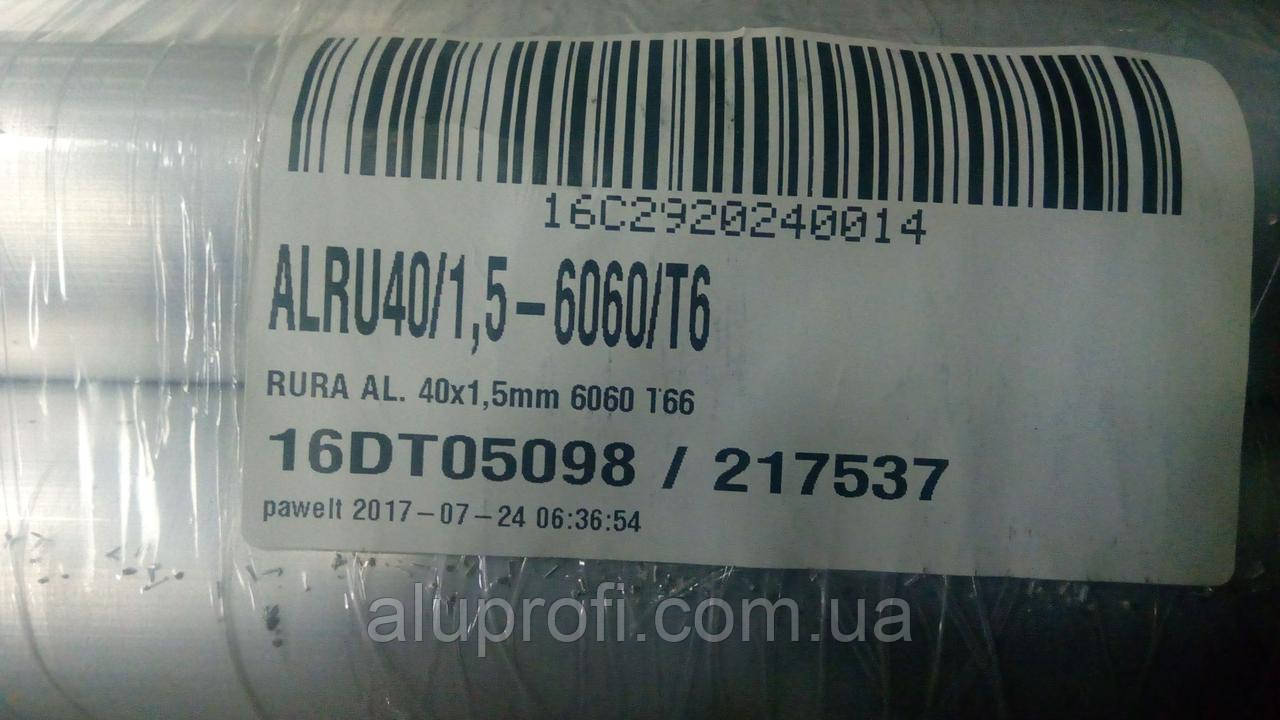 16C2920240014
ALRU40/1,5-6060/T6
RURA AL. 40x1,5mm 6060 T66
16DT05098 / 217537
pawelt 2017-07-24 06:36:54
aluprofi.com.ua